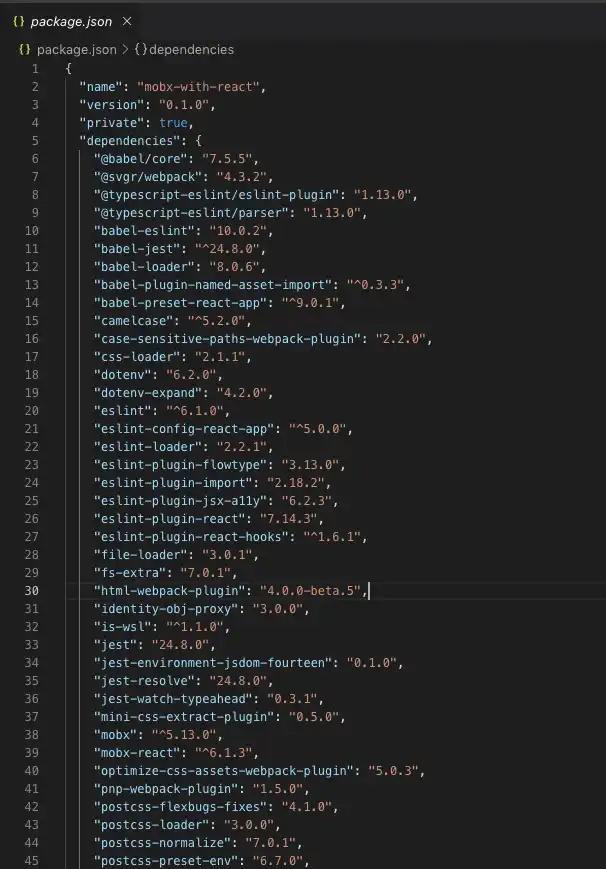 {} package.json ×
{} package.json > {} dependencies
1 {
2 "name": "mobx-with-react",
3 "version": "0.1.0",
4 "private": true,
5 "dependencies": {
6 "@babel/core": "7.5.5",
7 "@svgr/webpack": "4.3.2",
8 "@typescript-eslint/eslint-plugin": "1.13.0",
9 "@typescript-eslint/parser": "1.13.0",
10 "babel-eslint": "10.0.2",
11 "babel-jest": "^24.8.0",
12 "babel-loader": "8.0.6",
13 "babel-plugin-named-asset-import": "^0.3.3",
14 "babel-preset-react-app": "^9.0.1",
15 "camelcase": "^5.2.0",
16 "case-sensitive-paths-webpack-plugin": "2.2.0",
17 "css-loader": "2.1.1",
18 "dotenv": "6.2.0",
19 "dotenv-expand": "4.2.0",
20 "eslint": "^6.1.0",
21 "eslint-config-react-app": "^5.0.0",
22 "eslint-loader": "2.2.1",
23 "eslint-plugin-flowtype": "3.13.0",
24 "eslint-plugin-import": "2.18.2",
25 "eslint-plugin-jsx-a11y": "6.2.3",
26 "eslint-plugin-react": "7.14.3",
27 "eslint-plugin-react-hooks": "^1.6.1",
28 "file-loader": "3.0.1",
29 "fs-extra": "7.0.1",
30 "html-webpack-plugin": "4.0.0-beta.5",
31 "identity-obj-proxy": "3.0.0",
32 "is-wsl": "^1.1.0",
33 "jest": "24.8.0",
34 "jest-environment-jsdom-fourteen": "0.1.0",
35 "jest-resolve": "24.8.0",
36 "jest-watch-typeahead": "0.3.1",
37 "mini-css-extract-plugin": "0.5.0",
38 "mobx": "^5.13.0",
39 "mobx-react": "^6.1.3",
40 "optimize-css-assets-webpack-plugin": "5.0.3",
41 "pnp-webpack-plugin": "1.5.0",
42 "postcss-flexbugs-fixes": "4.1.0",
43 "postcss-loader": "3.0.0",
44 "postcss-normalize": "7.0.1",
45 "postcss-preset-env": "6.7.0",